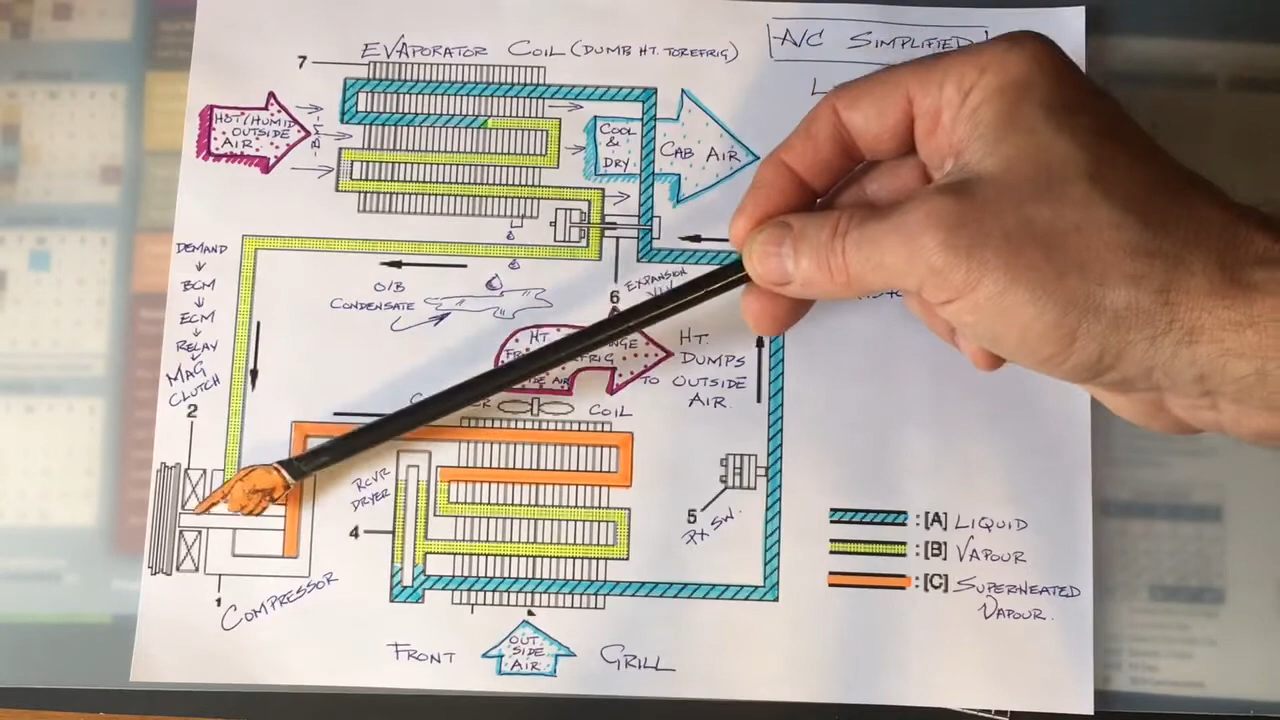 EVAPORATOR COIL (DUMB HT. TO REFRIG)
A/C SIMPLIFIED
7
HOT/HUMID
OUTSIDE
AIR
COOL
&
DRY
CAB AIR
DEMAND
BCM
ECM
RELAY
MAG
CLUTCH
2
O/B
CONDENSATE
6
EXPANSION
HT
HT.
DUMPS
TO OUTSIDE
AIR.
COIL
RCVR
DRYER
4
5
SW.
1
COMPRESSOR
: [A] LIQUID
: [B] VAPOUR
: [C] SUPERHEATED
VAPOUR.
FRONT
OUT
SIDE
AIR
GRILL